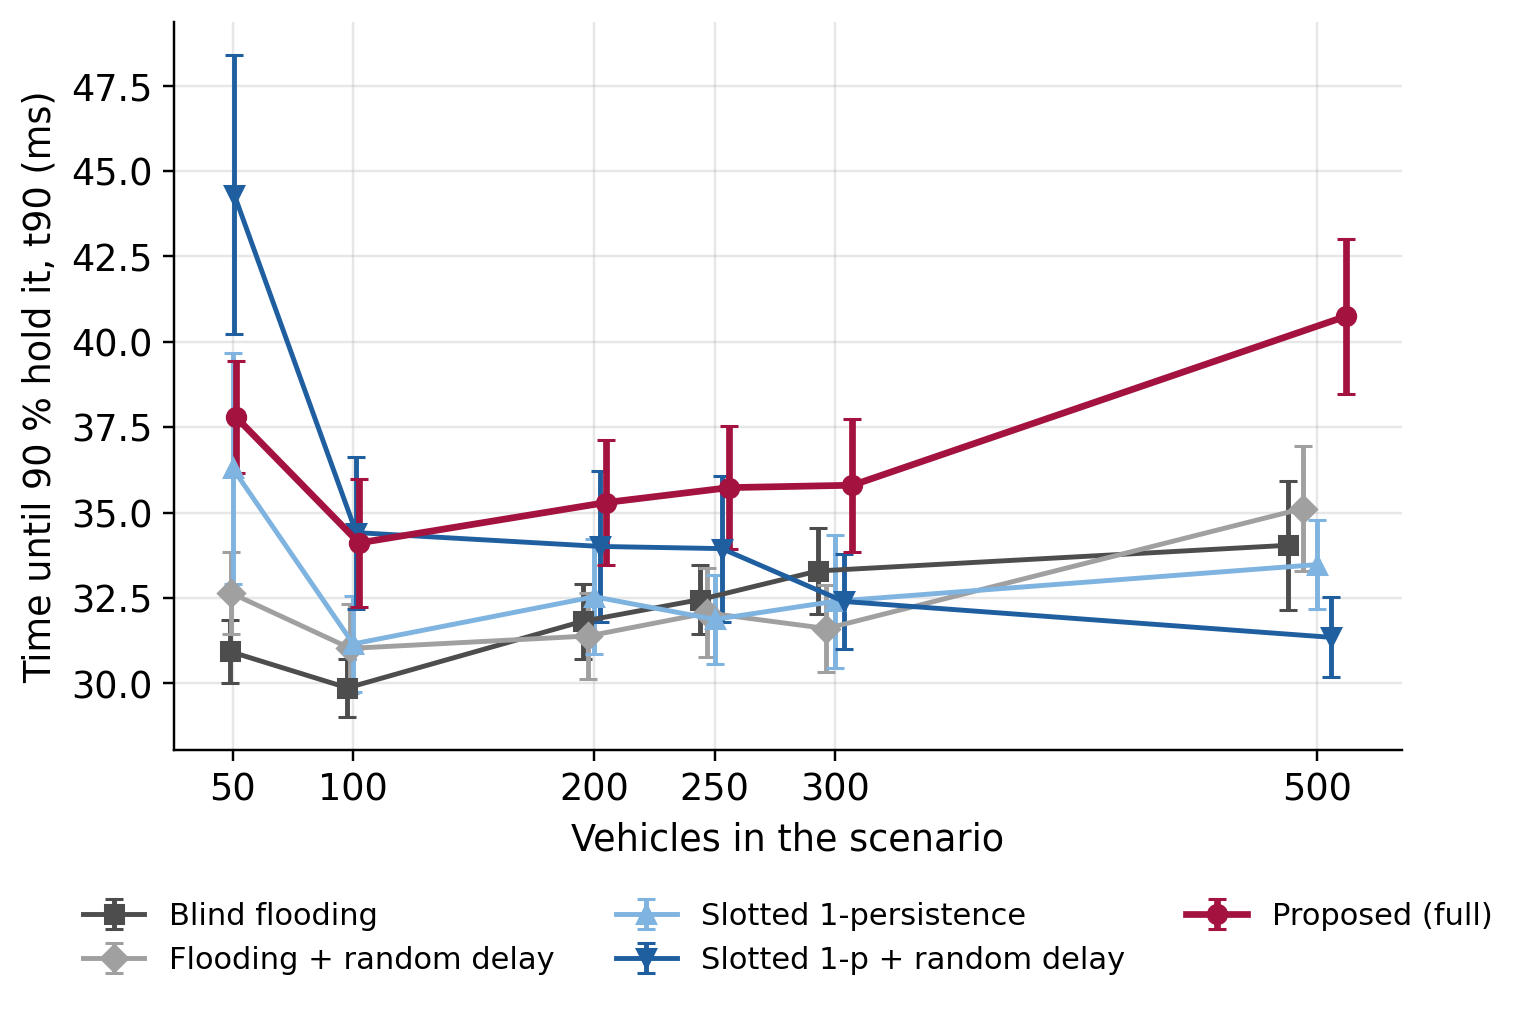 Time until 90 % hold it, t90 (ms)
47.5
45.0
42.5
40.0
37.5
35.0
32.5
30.0
50 100 200 250 300 500
Vehicles in the scenario
Blind flooding
Flooding + random delay
Slotted 1-persistence
Slotted 1-p + random delay
Proposed (full)